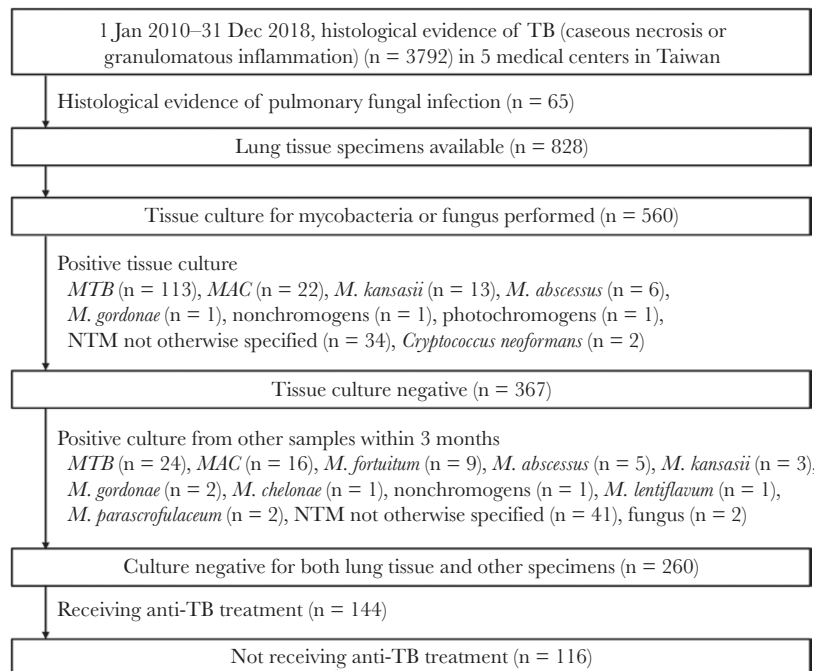 1 Jan 2010–31 Dec 2018, histological evidence of TB (caseous necrosis or
granulomatous inflammation) (n = 3792) in 5 medical centers in Taiwan
Histological evidence of pulmonary fungal infection (n = 65)
Lung tissue specimens available (n = 828)
Tissue culture for mycobacteria or fungus performed (n = 560)
Positive tissue culture
MTB (n = 113), MAC (n = 22), M. kansasii (n = 13), M. abscessus (n = 6),
M. gordonae (n = 1), nonchromogens (n = 1), photochromogens (n = 1),
NTM not otherwise specified (n = 34), Cryptococcus neoformans (n = 2)
Tissue culture negative (n = 367)
Positive culture from other samples within 3 months
MTB (n = 24), MAC (n = 16), M. fortuitum (n = 9), M. abscessus (n = 5), M. kansasii (n = 3),
M. gordonae (n = 2), M. chelonae (n = 1), nonchromogens (n = 1), M. lentiflavum (n = 1),
M. parascrofulaceum (n = 2), NTM not otherwise specified (n = 41), fungus (n = 2)
Culture negative for both lung tissue and other specimens (n = 260)
Receiving anti-TB treatment (n = 144)
Not receiving anti-TB treatment (n = 116)